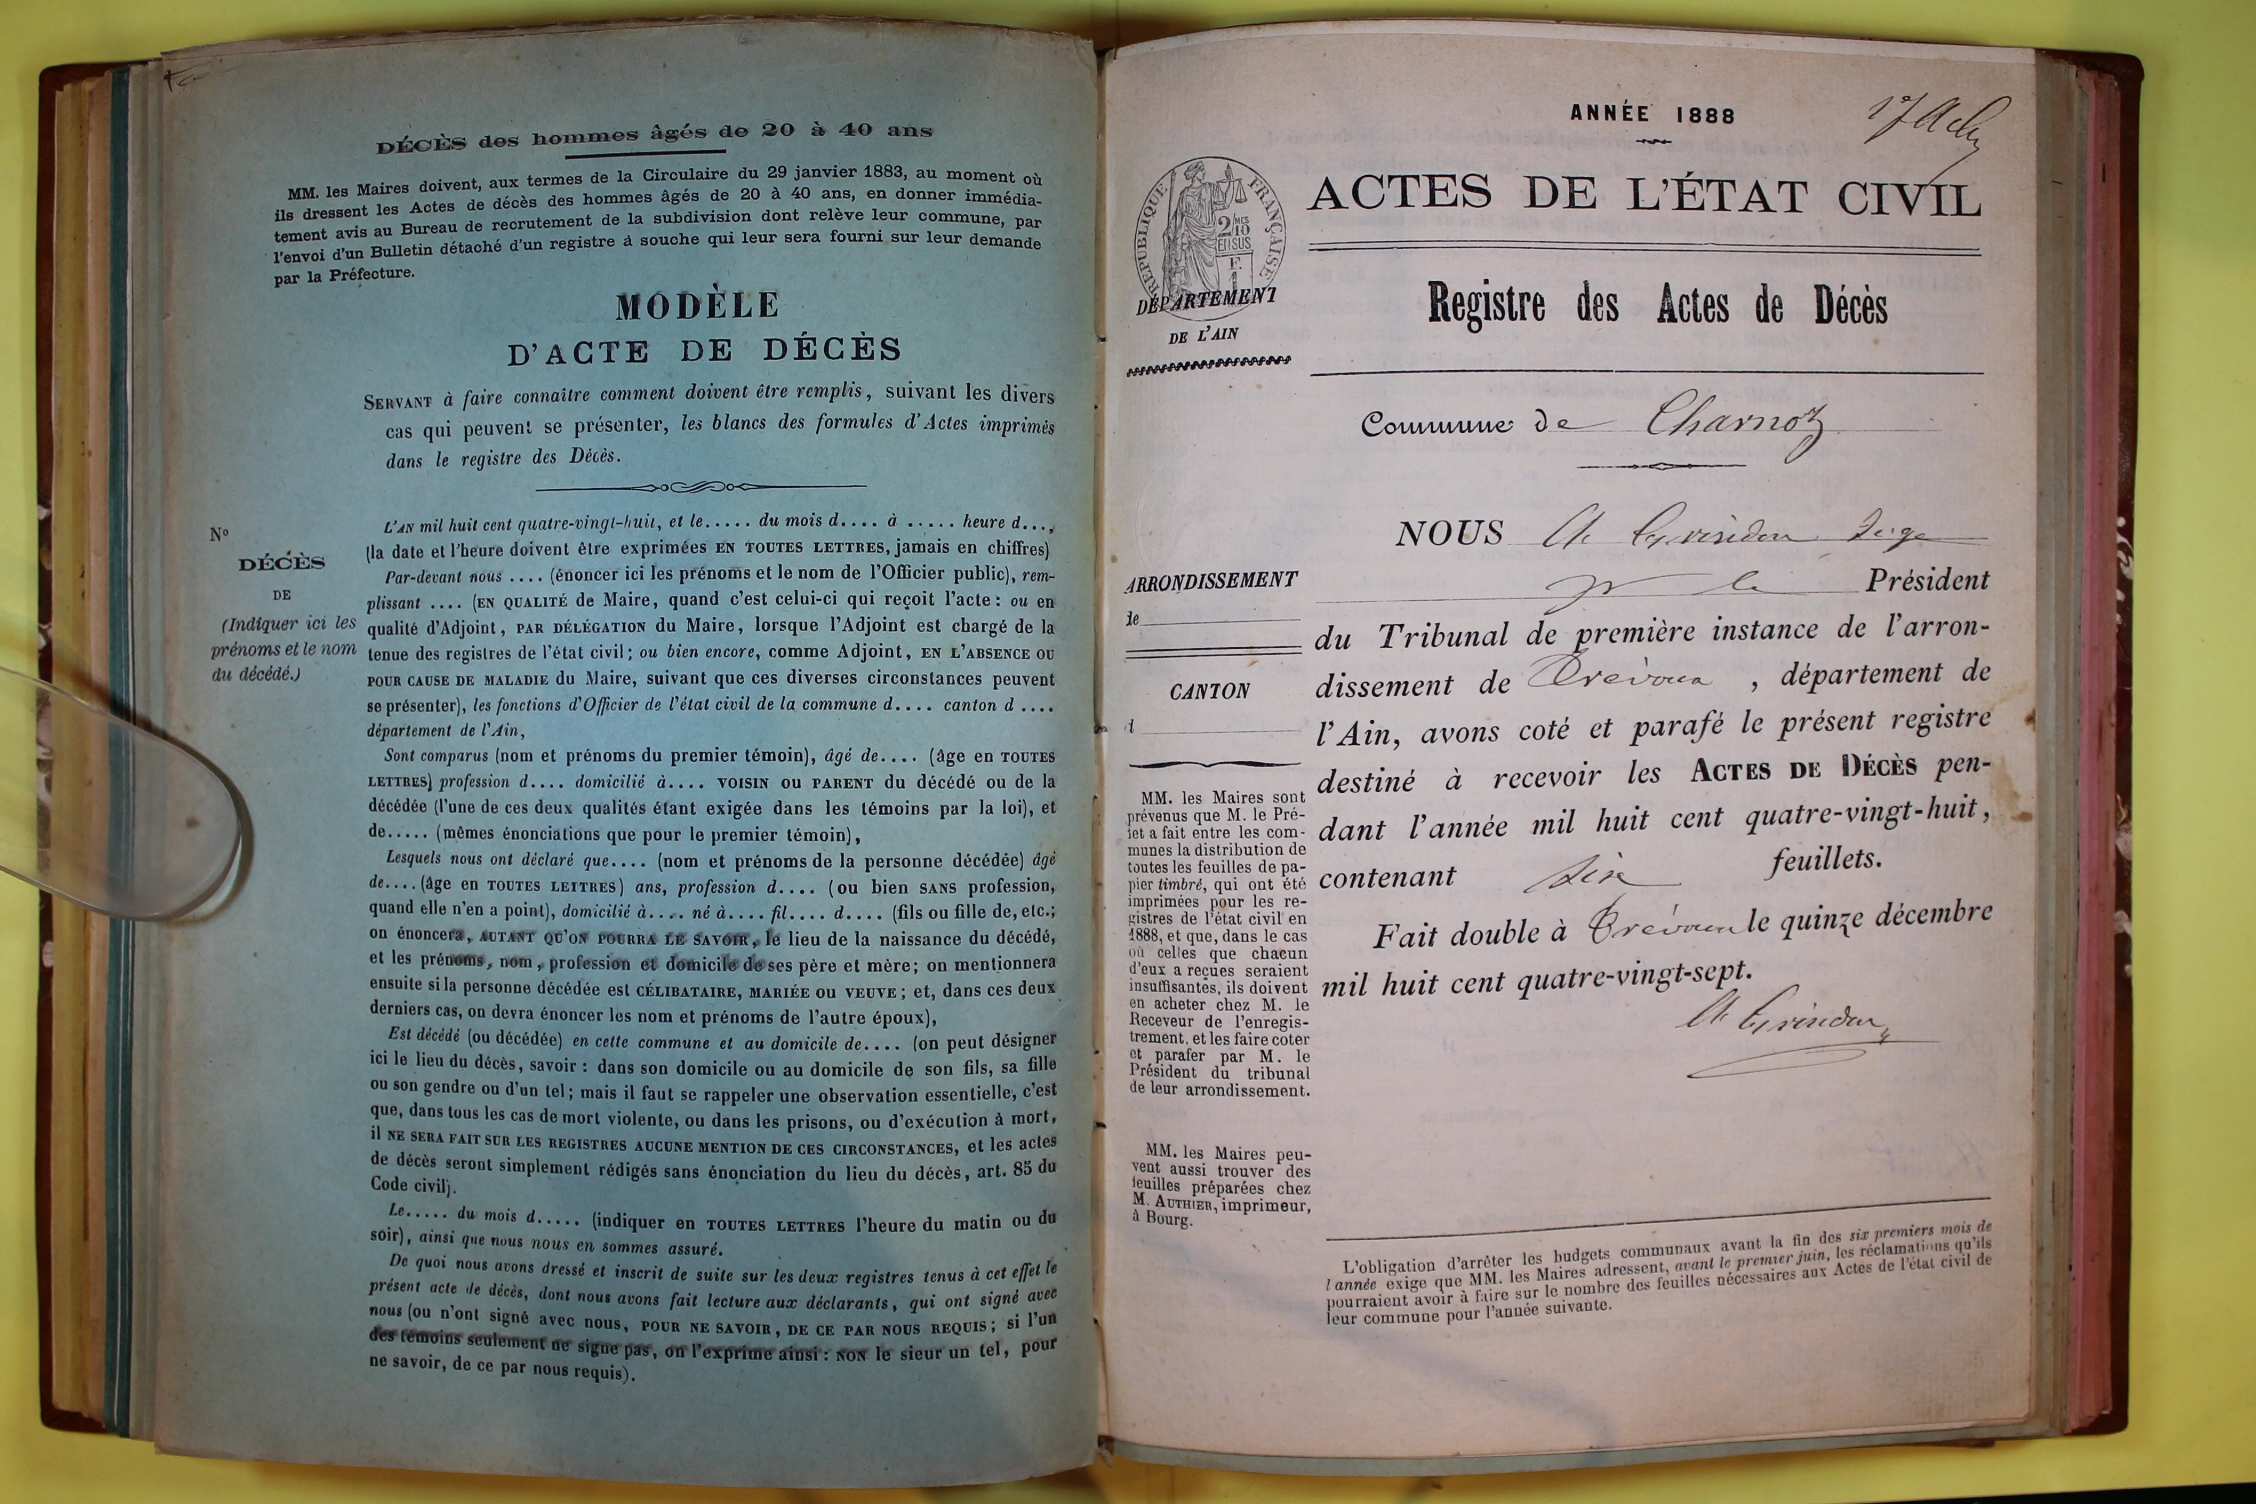 DÉCÈS des hommes âgés de 20 à 40 ans
MM. les Maires doivent, aux termes de la Circulaire du 29 janvier 1883, au moment où
ils dressent les Actes de décès des hommes âgés de 20 à 40 ans, en donner immédia-
tement avis au Bureau de recrutement de la subdivision dont relève leur commune, par
l'envoi d'un Bulletin détaché d'un registre à souche qui leur sera fourni sur leur demande
par la Préfecture.
MODÈLE
D'ACTE DE DÉCÈS
SERVANT à faire connaître comment doivent être remplis, suivant les divers
cas qui peuvent se présenter, les blancs des formules d'Actes imprimés
dans le registre des Décès.
N°
DÉCÈS
DE
(Indiquer ici les
prénoms et le nom
du décédé.)
L'AN mil huit cent quatre-vingt-huit, et le..... du mois d.... à ..... heure d...,
(la date et l'heure doivent être exprimées EN TOUTES LETTRES, jamais en chiffres)
Par-devant nous .... (énoncer ici les prénoms et le nom de l'Officier public), rem-
plissant .... (EN QUALITÉ de Maire, quand c'est celui-ci qui reçoit l'acte: ou en
qualité d'Adjoint, PAR DÉLÉGATION du Maire, lorsque l'Adjoint est chargé de la
tenue des registres de l'état civil; ou bien encore, comme Adjoint, EN L'ABSENCE OU
POUR CAUSE DE MALADIE du Maire, suivant que ces diverses circonstances peuvent
se présenter), les fonctions d'Officier de l'état civil de la commune d.... canton d ....
département de l'Ain,
Sont comparus (nom et prénoms du premier témoin), âgé de.... (âge en TOUTES
LETTRES) profession d.... domicilié à.... VOISIN OU PARENT du décédé ou de la
décédée (l'une de ces deux qualités étant exigée dans les témoins par la loi), et
de..... (mêmes énonciations que pour le premier témoin),
Lesquels nous ont déclaré que.... (nom et prénoms de la personne décédée) âgé
de....(âge en TOUTES LETTRES) ans, profession d.... (ou bien SANS profession,
quand elle n'en a point), domicilié à.... né à.... fil.... d.... (fils ou fille de, etc.;
on énoncera, AUTANT QU'ON POURRA LE SAVOIR, le lieu de la naissance du décédé,
et les prénoms, nom, profession et domicile de ses père et mère; on mentionnera
ensuite si la personne décédée est CÉLIBATAIRE, MARIÉE OU VEUVE; et, dans ces deux
derniers cas, on devra énoncer les nom et prénoms de l'autre époux),
Est décédé (ou décédée) en cette commune et au domicile de.... (on peut désigner
ici le lieu du décès, savoir: dans son domicile ou au domicile de son fils, sa fille
ou son gendre ou d'un tel; mais il faut se rappeler une observation essentielle, c'est
que, dans tous les cas de mort violente, ou dans les prisons, ou d'exécution à mort,
il NE SERA FAIT SUR LES REGISTRES AUCUNE MENTION DE CES CIRCONSTANCES, et les actes
de décès seront simplement rédigés sans énonciation du lieu du décès, art. 85 du
Code civil).
Le..... du mois d..... (indiquer en TOUTES LETTRES l'heure du matin ou du
soir), ainsi que nous nous en sommes assuré.
De quoi nous avons dressé et inscrit de suite sur les deux registres tenus à cet effet le
présent acte de décès, dont nous avons fait lecture aux déclarants, qui ont signé avec
nous (ou n'ont signé avec nous, POUR NE SAVOIR, DE CE PAR NOUS REQUIS; si l'un
des témoins seulement ne signe pas, on l'exprime ainsi: NON le sieur un tel, pour
ne savoir, de ce par nous requis).
ANNÉE 1888
RÉPUBLIQUE FRANÇAISE
2/10 MES
EN SUS
F.
1
DÉPARTEMENT
DE L'AIN
ACTES DE L'ÉTAT CIVIL
Registre des Actes de Décès
Commune de Charnoz
NOUS
Président
du Tribunal de première instance de l'arron-
dissement de Trévoux, département de
l'Ain, avons coté et parafé le présent registre
destiné à recevoir les ACTES DE DÉCÈS pen-
dant l'année mil huit cent quatre-vingt-huit,
contenant feuillets.
Fait double à Trévoux le quinze décembre
mil huit cent quatre-vingt-sept.
ARRONDISSEMENT
de
CANTON
d
MM. les Maires sont
prévenus que M. le Pré-
fet a fait entre les com-
munes la distribution de
toutes les feuilles de pa-
pier timbré, qui ont été
imprimées pour les re-
gistres de l'état civil en
1888, et que, dans le cas
où celles que chacun
d'eux a reçues seraient
insuffisantes, ils doivent
en acheter chez M. le
Receveur de l'enregis-
trement, et les faire coter
et parafer par M. le
Président du tribunal
de leur arrondissement.
MM. les Maires peu-
vent aussi trouver des
feuilles préparées chez
M. AUTHIER, imprimeur,
à Bourg.
L'obligation d'arrêter les budgets communaux avant la fin des six premiers mois de
l'année exige que MM. les Maires adressent, avant le premier juin, les réclamations qu'ils
pourraient avoir à faire sur le nombre des feuilles nécessaires aux Actes de l'état civil de
leur commune pour l'année suivante.